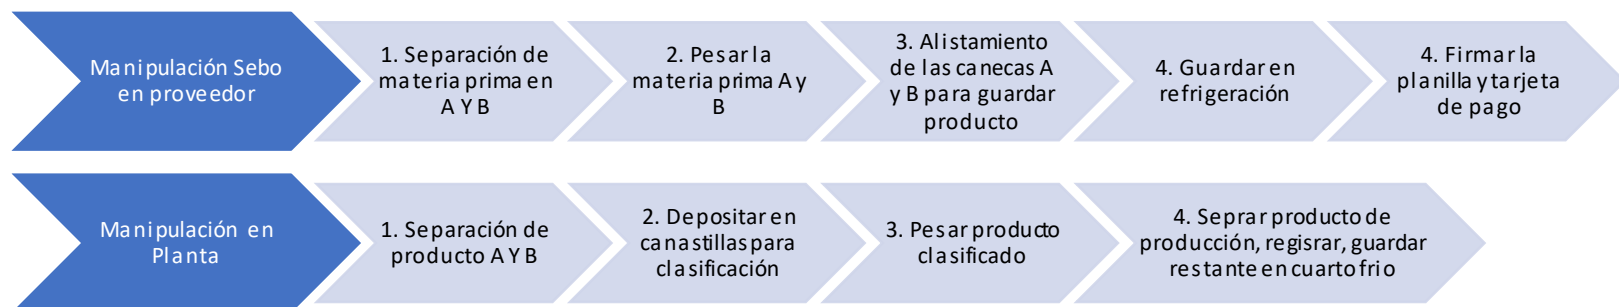 Manipulación Sebo
en proveedor
1. Separación de
materia prima en
A Y B
2. Pesar la
materia prima A y
B
3. Alistamiento
de las canecas A
y B para guardar
producto
4. Guardar en
refrigeración
4. Firmar la
planilla y tarjeta
de pago
Manipulación en
Planta
1. Separación de
producto A Y B
2. Depositar en
canastillas para
clasificación
3. Pesar producto
clasificado
4. Seprar producto de
producción, regisrar, guardar
restante en cuarto frio